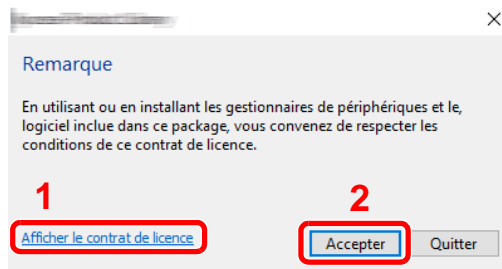 Remarque
En utilisant ou en installant les gestionnaires de périphériques et le,
logiciel inclue dans ce package, vous convenez de respecter les
conditions de ce contrat de licence.
1
2
Afficher le contrat de licence
Accepter
Quitter